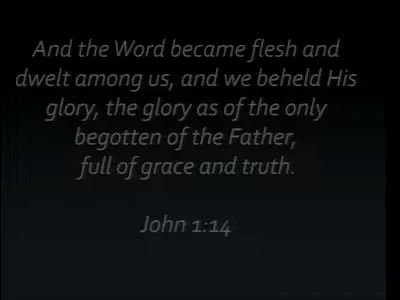 And the Word became flesh and
dwelt among us, and we beheld His
glory, the glory as of the only
begotten of the Father,
full of grace and truth.
John 1:14